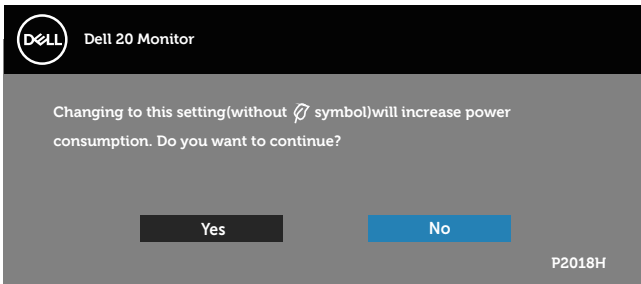 DELL
Dell 20 Monitor
Changing to this setting(without symbol)will increase power
consumption. Do you want to continue?
Yes
No
P2018H